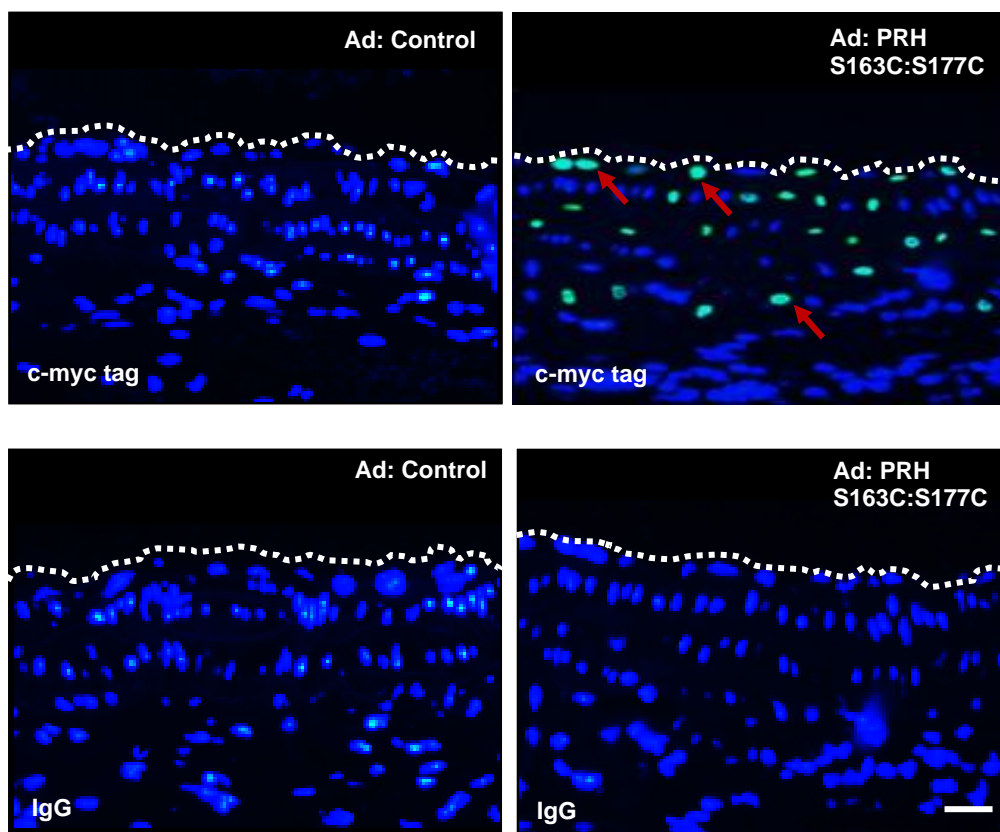 Ad: Control
Ad: PRH
S163C:S177C
c-myc tag
c-myc tag
Ad: Control
Ad: PRH
S163C:S177C
IgG
IgG